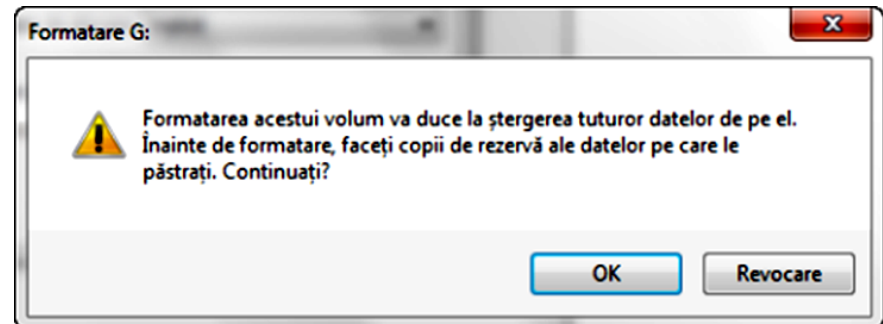 Formatare G:
Formatarea acestui volum va duce la ștergerea tuturor datelor de pe el.
Înainte de formatare, faceți copii de rezervă ale datelor pe care le
păstrați. Continuați?
OK
Revocare